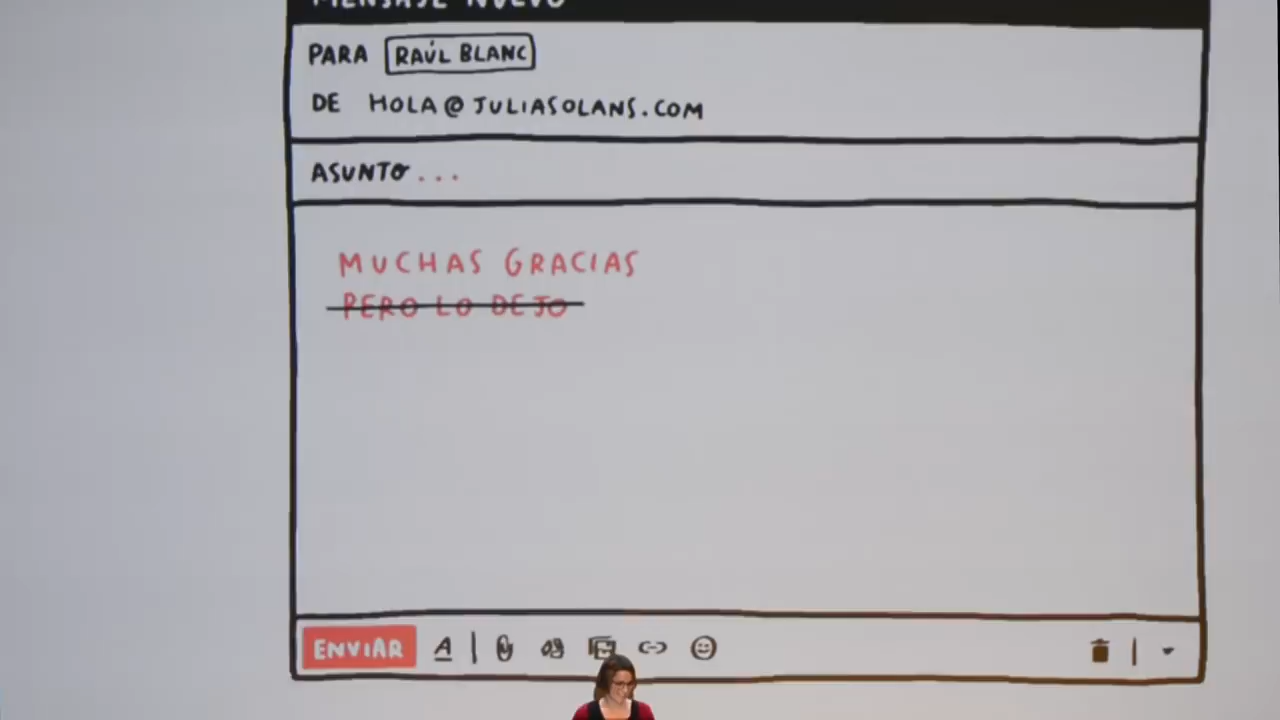 MENSAJE NUEVO
PARA RAÚL BLANC
DE HOLA@JULIASOLANS.COM
ASUNTO...
MUCHAS GRACIAS
PERO LO DEJO
ENVIAR A